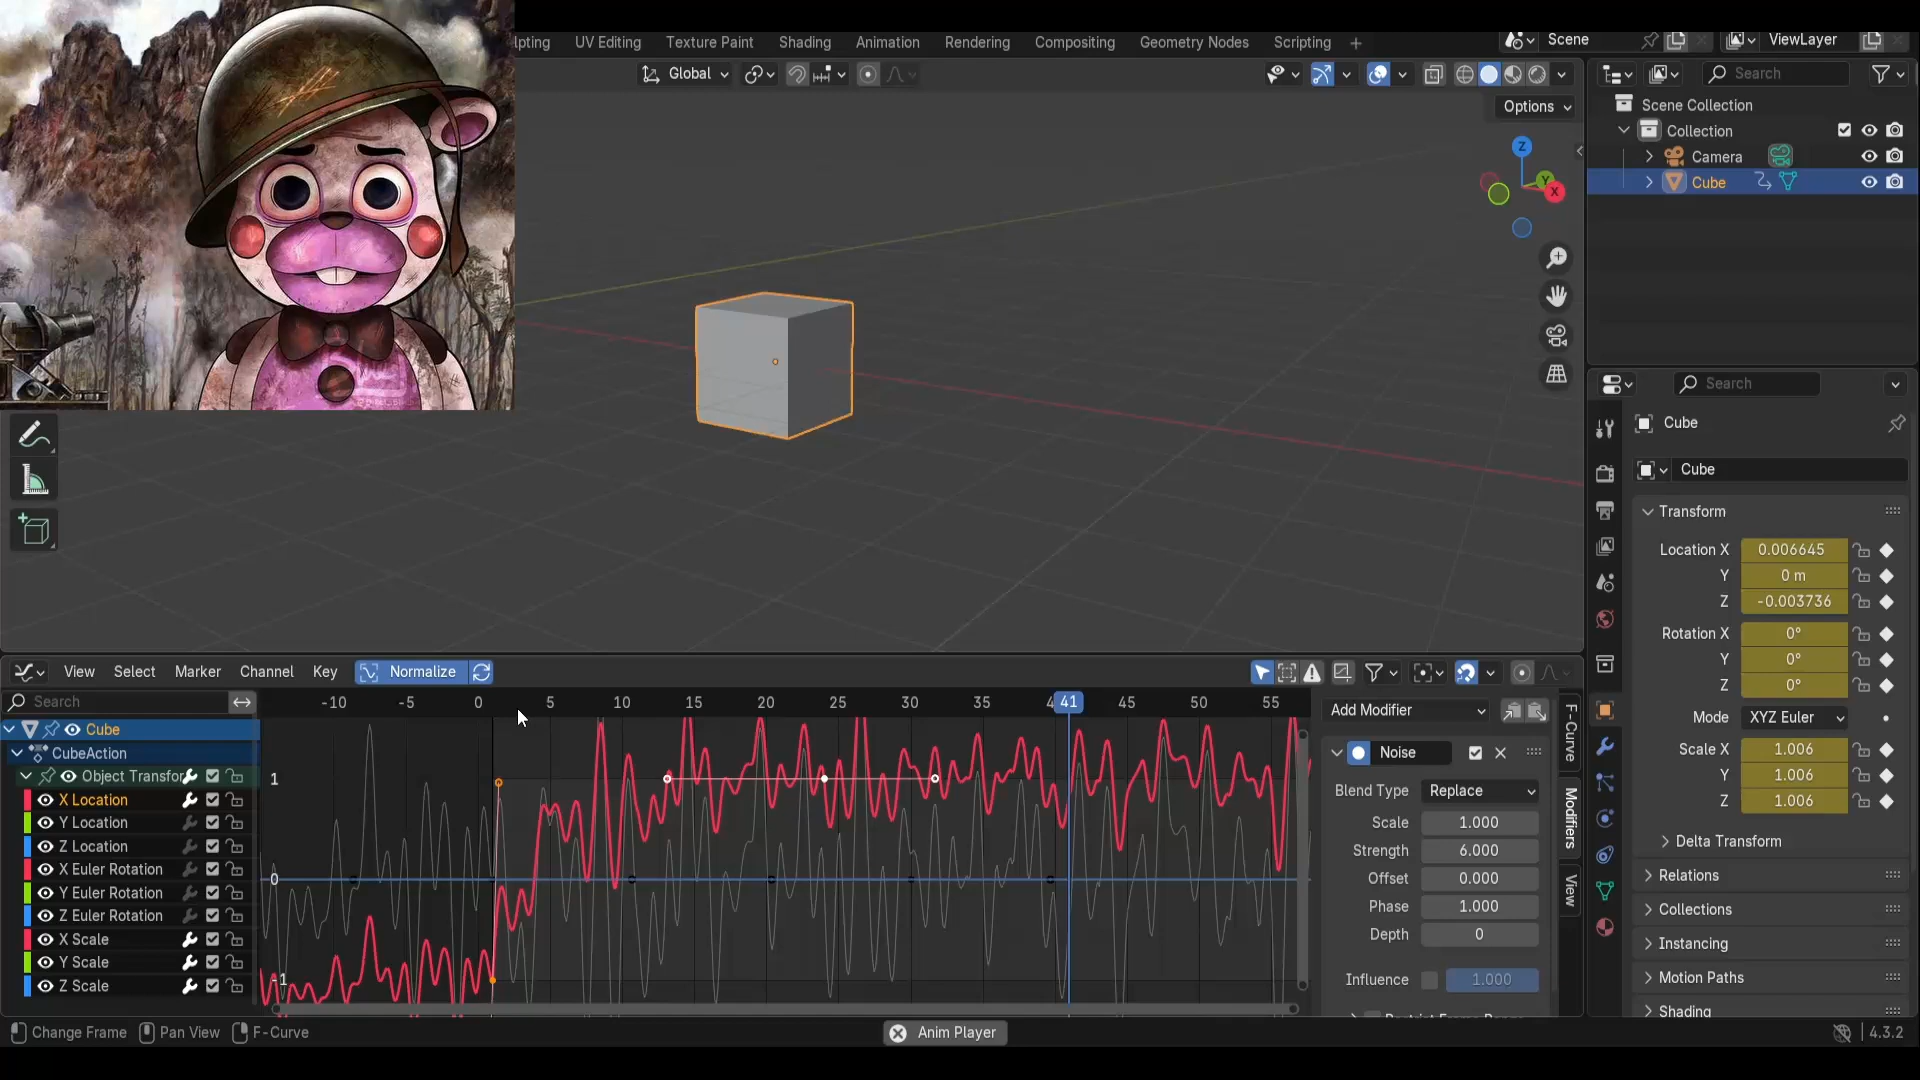 lpting UV Editing Texture Paint Shading Animation Rendering Compositing Geometry Nodes Scripting +
Scene ViewLayer
Global
Search
Options
Scene Collection
Collection
Camera
Cube
Z
Y
X
Search
Cube
Cube
Transform
Location X 0.006645
Y 0 m
Z -0.003736
Rotation X 0°
Y 0°
Z 0°
Mode XYZ Euler
Scale X 1.006
Y 1.006
Z 1.006
Delta Transform
Relations
Collections
Instancing
Motion Paths
Shading
View Select Marker Channel Key Normalize
Search
-10 -5 0 5 10 15 20 25 30 35 4 41 45 50 55
Cube
CubeAction
Object Transfor
X Location
Y Location
Z Location
X Euler Rotation
Y Euler Rotation
Z Euler Rotation
X Scale
Y Scale
Z Scale
1
0
-1
Add Modifier
Noise
Blend Type Replace
Scale 1.000
Strength 6.000
Offset 0.000
Phase 1.000
Depth 0
Influence 1.000
Restrict Frame Range
F-Curve
Modifiers
View
Change Frame Pan View F-Curve
Anim Player
4.3.2